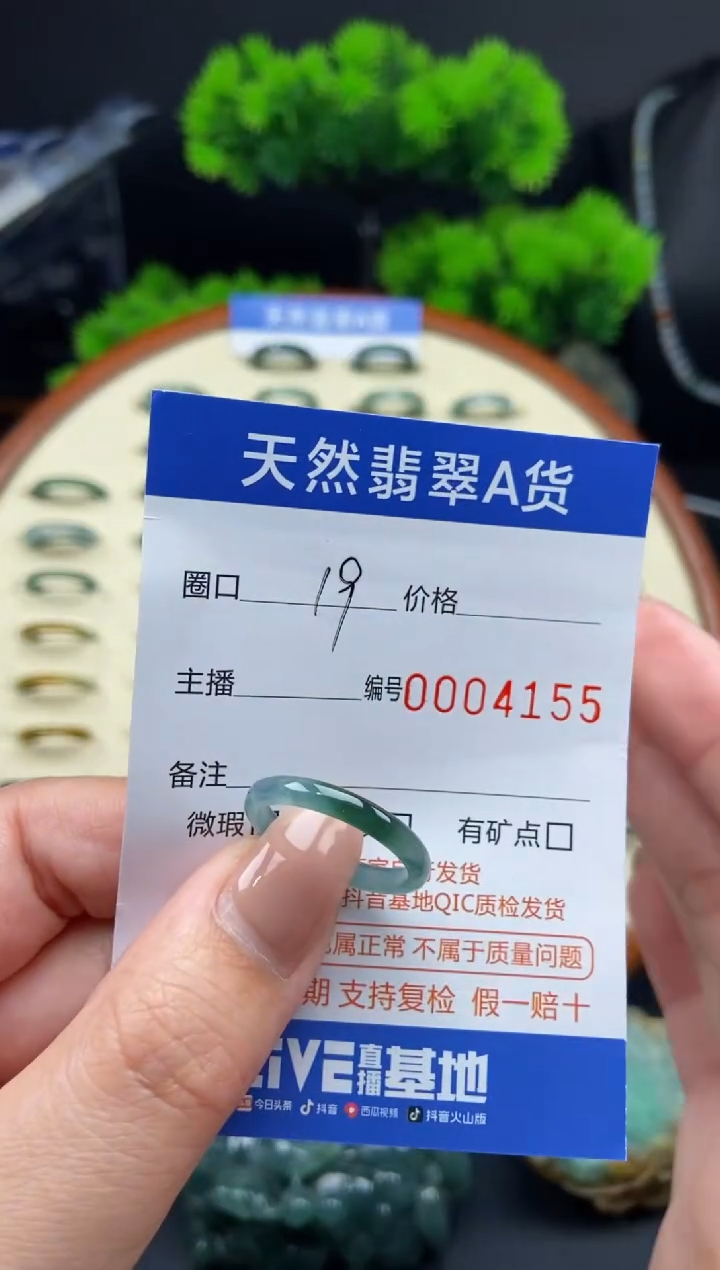 天然翡翠A货
圈口 19 价格
主播 编号0004155
备注
微瑕 有矿点□
发货
抖音基地QIC质检发货
属正常 不属于质量问题
期 支持复检 假一赔十
LIVE直播基地
今日头条 抖音 西瓜视频 抖音火山版